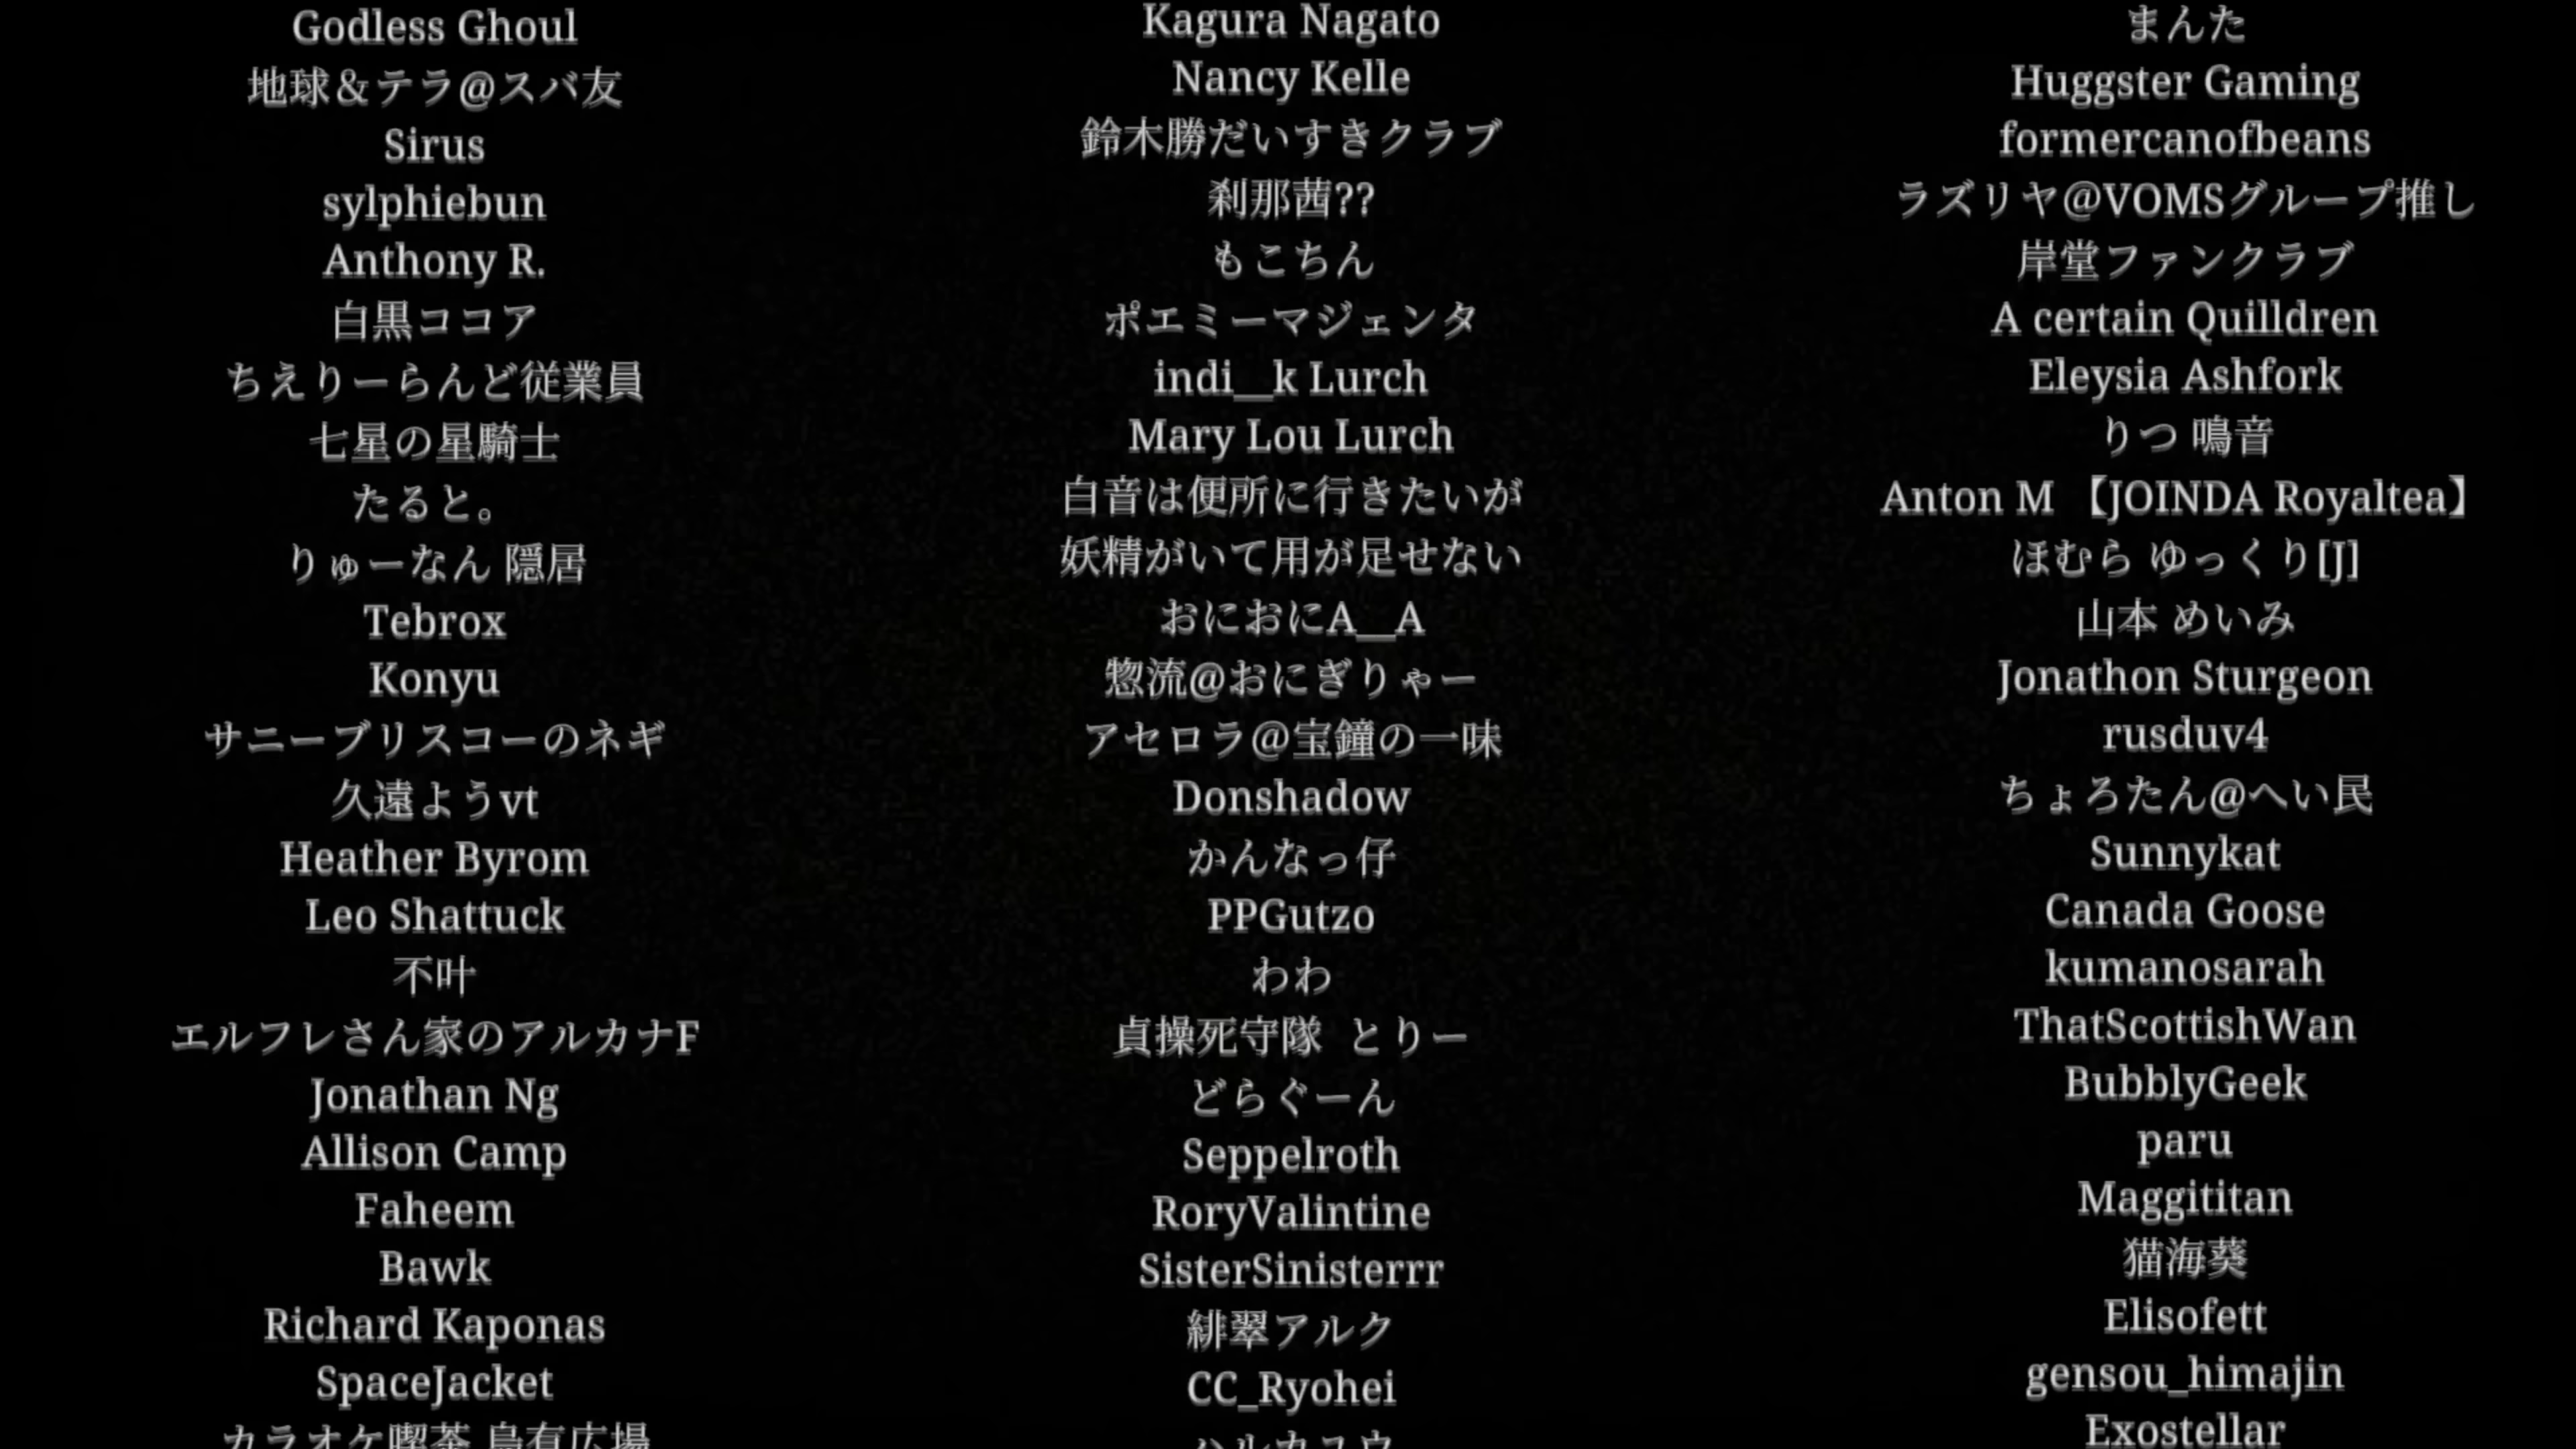 Godless Ghoul
地球＆テラ@スバ友
Sirus
sylphiebun
Anthony R.
白黒ココア
ちえりーらんど従業員
七星の星騎士
たると。
りゅーなん 隠居
Tebrox
Konyu
サニーブリスコーのネギ
久遠ようvt
Heather Byrom
Leo Shattuck
不叶
エルフレさん家のアルカナF
Jonathan Ng
Allison Camp
Faheem
Bawk
Richard Kaponas
SpaceJacket
カラオケ喫茶 烏有広場
Kagura Nagato
Nancy Kelle
鈴木勝だいすきクラブ
刹那茜??
もこちん
ポエミーマジェンタ
indi__k Lurch
Mary Lou Lurch
白音は便所に行きたいが
妖精がいて用が足せない
おにおにA__A
惣流@おにぎりゃー
アセロラ@宝鐘の一味
Donshadow
かんなっ仔
PPGutzo
わわ
貞操死守隊 とりー
どらぐーん
Seppelroth
RoryValintine
SisterSinisterrr
緋翠アルク
CC_Ryohei
まんた
Huggster Gaming
formercanofbeans
ラズリヤ@VOMSグループ推し
岸堂ファンクラブ
A certain Quilldren
Eleysia Ashfork
りつ 鳴音
Anton M 【JOINDA Royaltea】
ほむら ゆっくり[J]
山本 めいみ
Jonathon Sturgeon
rusduv4
ちょろたん@へい民
Sunnykat
Canada Goose
kumanosarah
ThatScottishWan
BubblyGeek
paru
Maggititan
猫海葵
Elisofett
gensou_himajin
Exostellar